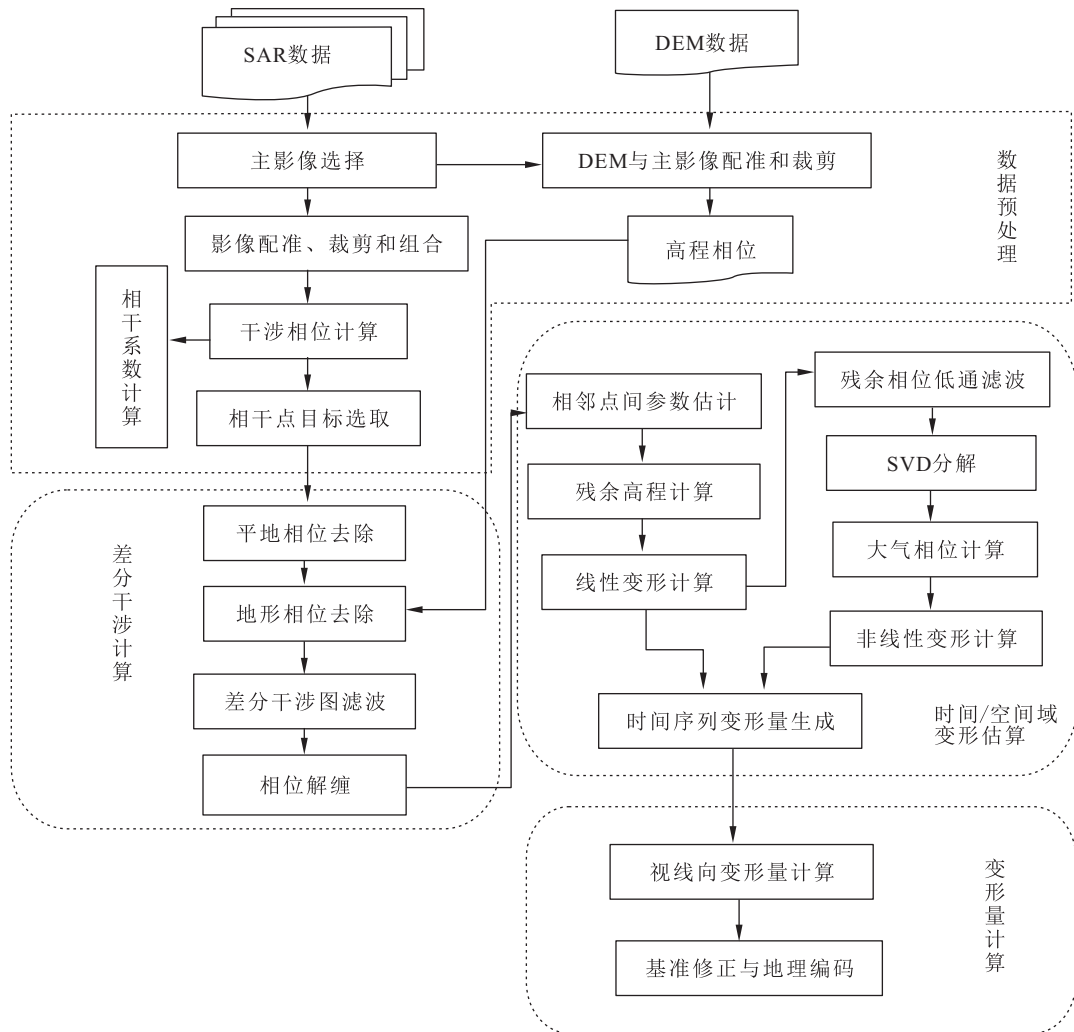 SAR数据
DEM数据
主影像选择
DEM与主影像配准和裁剪
数据预处理
影像配准、裁剪和组合
高程相位
相干系数计算
干涉相位计算
相干点目标选取
相邻点间参数估计
残余相位低通滤波
SVD分解
残余高程计算
大气相位计算
线性变形计算
非线性变形计算
时间序列变形量生成
时间/空间域
变形估算
差分干涉计算
平地相位去除
地形相位去除
差分干涉图滤波
相位解缠
视线向变形量计算
基准修正与地理编码
变形量计算